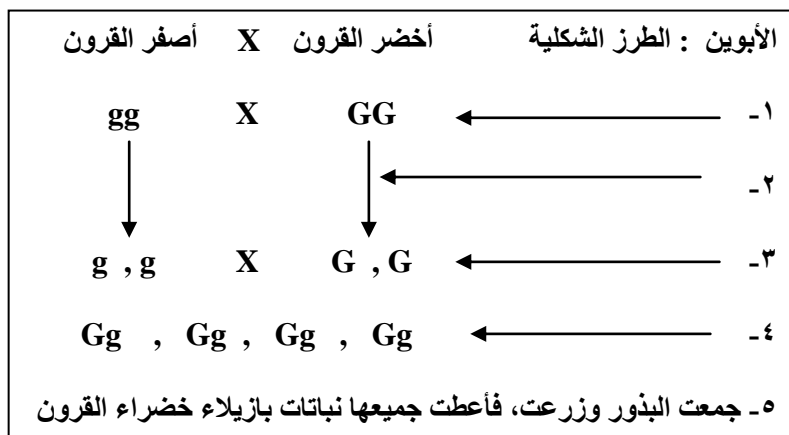 الأبوين : الطرز الشكلية أخضر القرون X أصفر القرون
١- GG X gg
٢-
٣- G , G X g , g
٤- Gg , Gg , Gg , Gg
٥- جمعت البذور وزرعت، فأعطت جميعها نباتات بازيلاء خضراء القرون